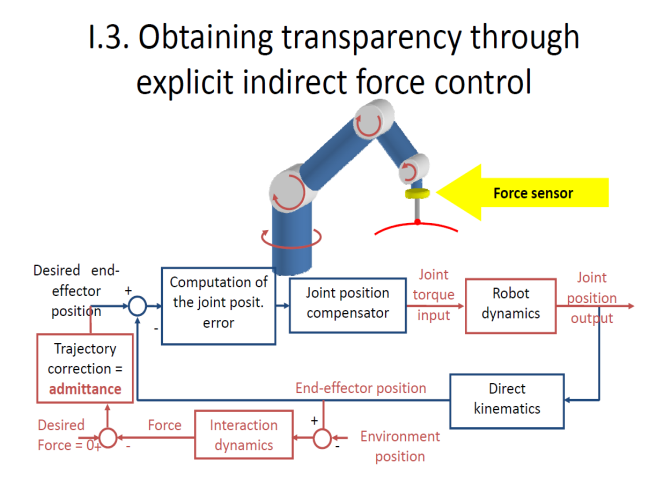 I.3. Obtaining transparency through
explicit indirect force control
Force sensor
Desired end-
effector
position
+
-
Computation of
the joint posit.
error
Joint position
compensator
Joint
torque
input
Robot
dynamics
Joint
position
output
Trajectory
correction =
admittance
End-effector position
Direct
kinematics
Desired
Force = 0
+
-
Force
Interaction
dynamics
+
-
Environment
position